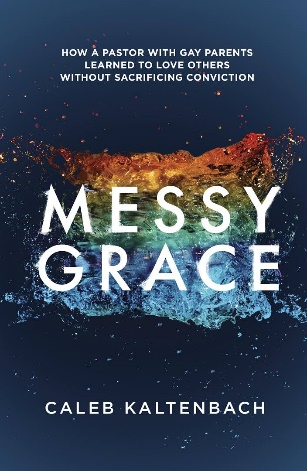 HOW A PASTOR WITH GAY PARENTS
LEARNED TO LOVE OTHERS
WITHOUT SACRIFICING CONVICTION
MESSY
GRACE
CALEB KALTENBACH